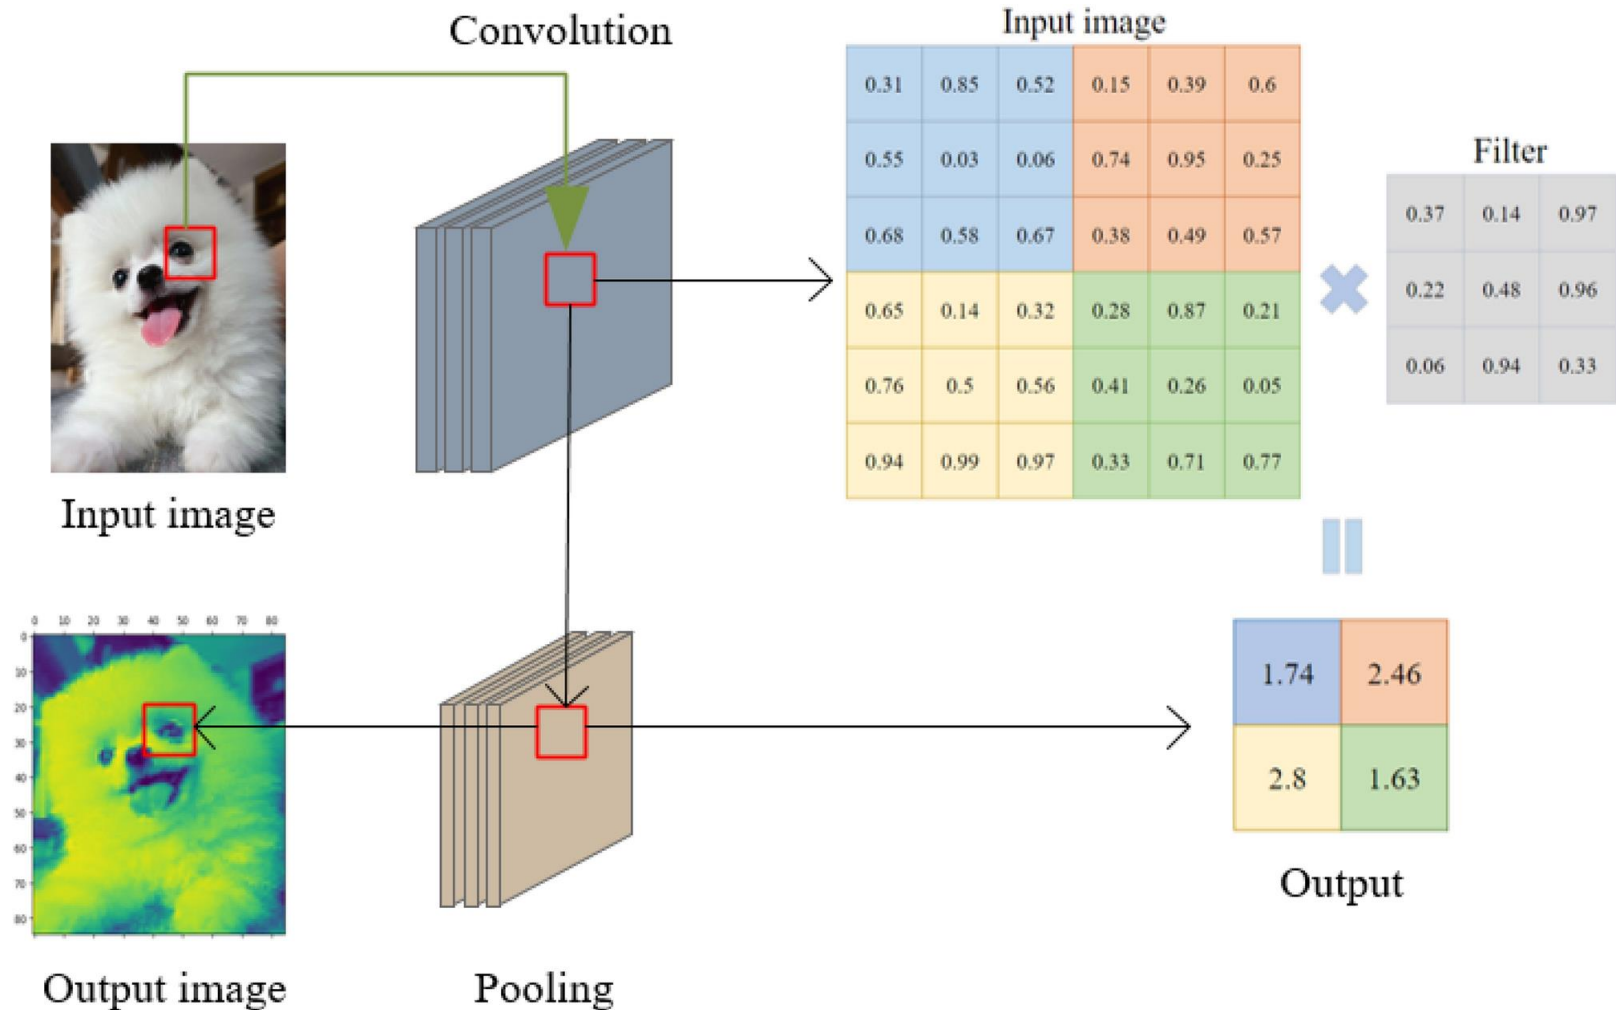 Convolution
Input image
0.31 0.85 0.52 0.15 0.39 0.6
0.55 0.03 0.06 0.74 0.95 0.25
0.68 0.58 0.67 0.38 0.49 0.57
0.65 0.14 0.32 0.28 0.87 0.21
0.76 0.5 0.56 0.41 0.26 0.05
0.94 0.99 0.97 0.33 0.71 0.77
Filter
0.37 0.14 0.97
0.22 0.48 0.96
0.06 0.94 0.33
Input image
0 10 20 30 40 50 60 70 80
0
10
20
30
40
50
60
70
80
1.74 2.46
2.8 1.63
Output
Output image
Pooling